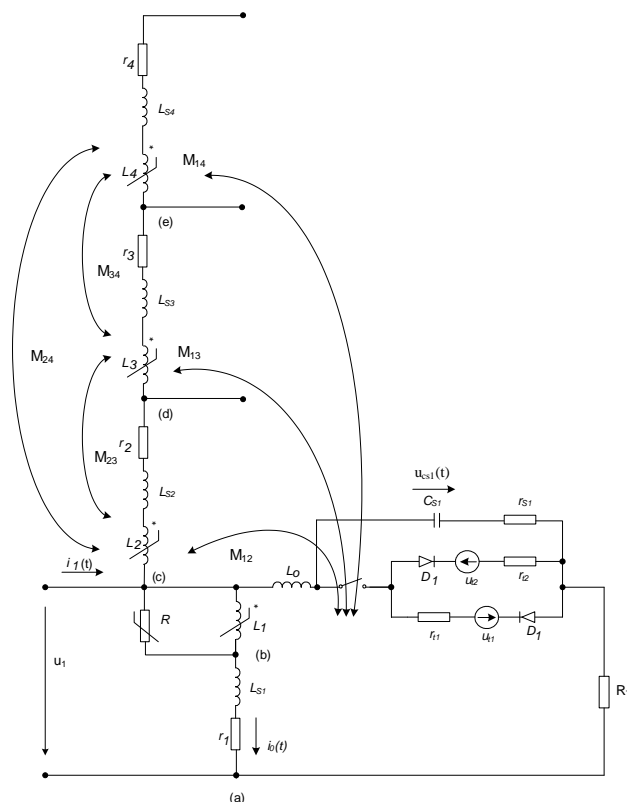 r4
LS4
*
L4
M14
(e)
r3
M34
LS3
*
L3
M13
M24
(d)
r2
M23
LS2
*
L2
ucs1(t)
CS1
rS1
i1(t)
M12
(c)
Lo
D1
ut2
rt2
R
*
L1
rt1
ut1
D1
(b)
u1
LS1
r1
i0(t)
(a)